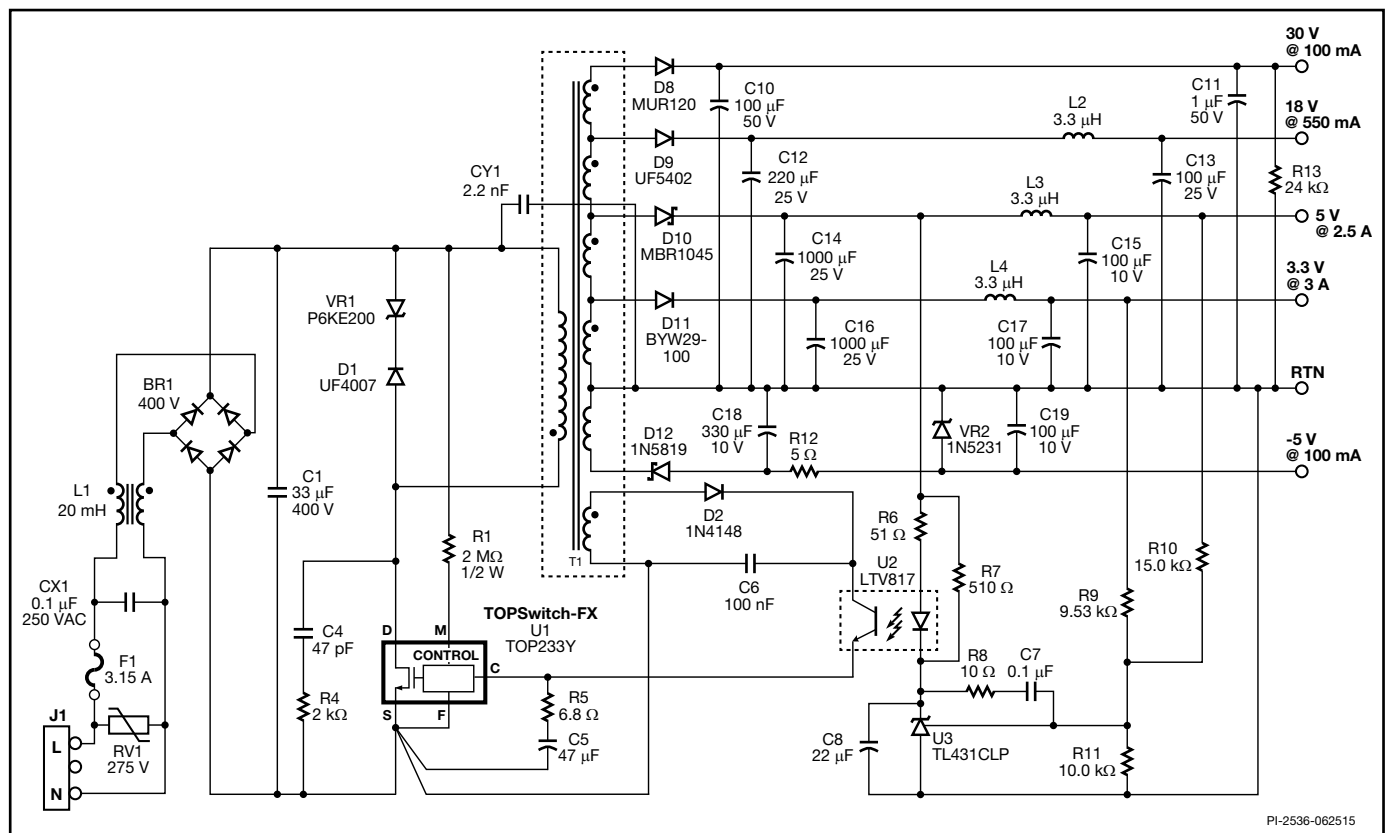 30 V
@ 100 mA
D8
MUR120
C10
100 µF
50 V
C11
1 µF
50 V
L2
3.3 µH
18 V
@ 550 mA
D9
UF5402
C12
220 µF
25 V
C13
100 µF
25 V
R13
24 kΩ
CY1
2.2 nF
L3
3.3 µH
5 V
@ 2.5 A
D10
MBR1045
C14
1000 µF
25 V
C15
100 µF
10 V
L4
3.3 µH
3.3 V
@ 3 A
VR1
P6KE200
D11
BYW29-
100
C16
1000 µF
25 V
C17
100 µF
10 V
D1
UF4007
BR1
400 V
RTN
C18
330 µF
10 V
D12
1N5819
R12
5 Ω
VR2
1N5231
C19
100 µF
10 V
-5 V
@ 100 mA
L1
20 mH
C1
33 µF
400 V
D2
1N4148
R1
2 MΩ
1/2 W
T1
R6
51 Ω
U2
LTV817
R7
510 Ω
R10
15.0 kΩ
C6
100 nF
R9
9.53 kΩ
CX1
0.1 µF
250 VAC
C4
47 pF
TOPSwitch-FX
U1
TOP233Y
D
M
CONTROL
C
S
F
F1
3.15 A
R4
2 kΩ
R5
6.8 Ω
C5
47 µF
R8
10 Ω
C7
0.1 µF
J1
L
N
RV1
275 V
C8
22 µF
U3
TL431CLP
R11
10.0 kΩ
PI-2536-062515